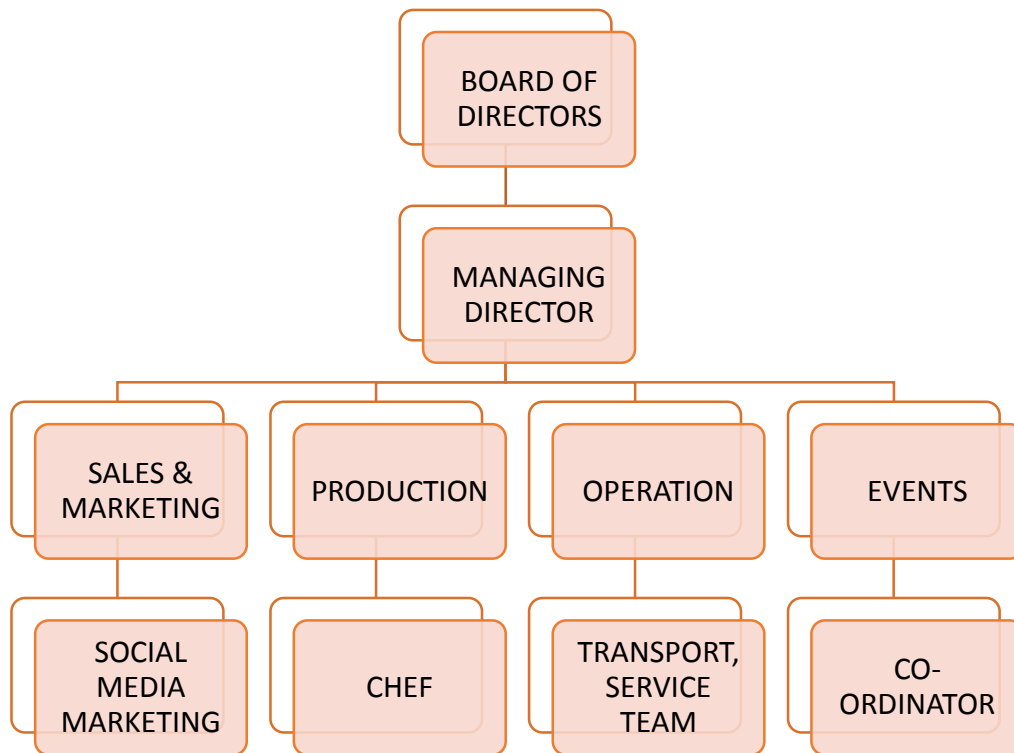 BOARD OF
DIRECTORS
MANAGING
DIRECTOR
SALES &
MARKETING
PRODUCTION
OPERATION
EVENTS
SOCIAL
MEDIA
MARKETING
CHEF
TRANSPORT,
SERVICE
TEAM
CO-
ORDINATOR